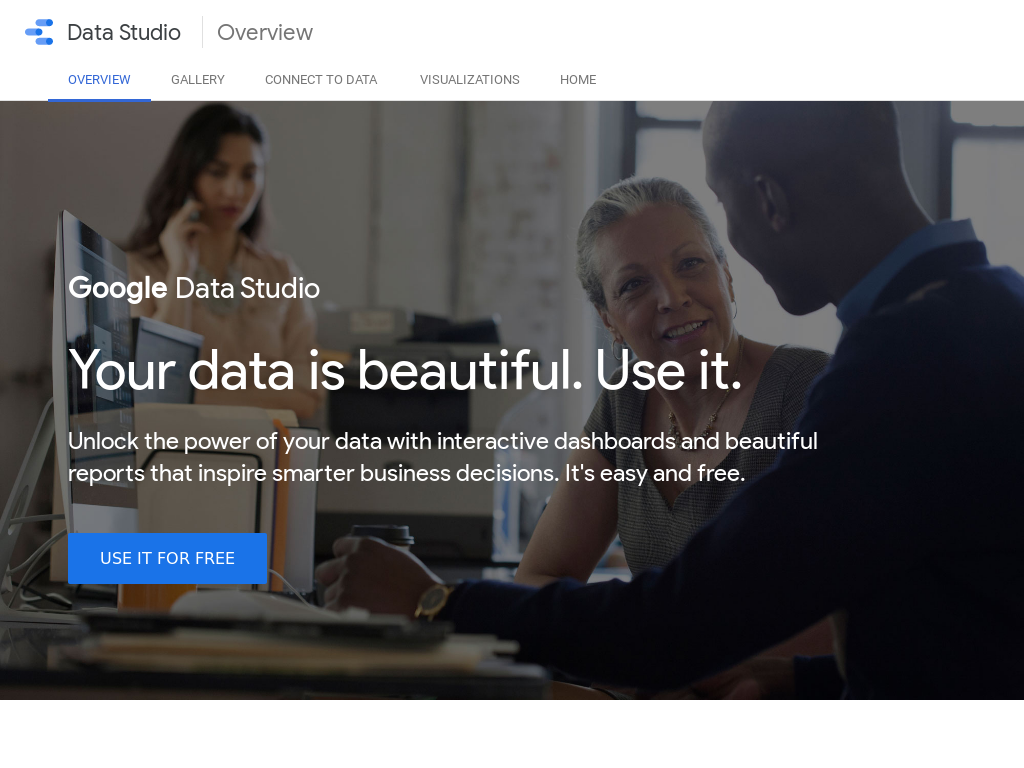 Data Studio
Overview
OVERVIEW
GALLERY
CONNECT TO DATA
VISUALIZATIONS
HOME
Google Data Studio
Your data is beautiful. Use it.
Unlock the power of your data with interactive dashboards and beautiful
reports that inspire smarter business decisions. It's easy and free.
USE IT FOR FREE